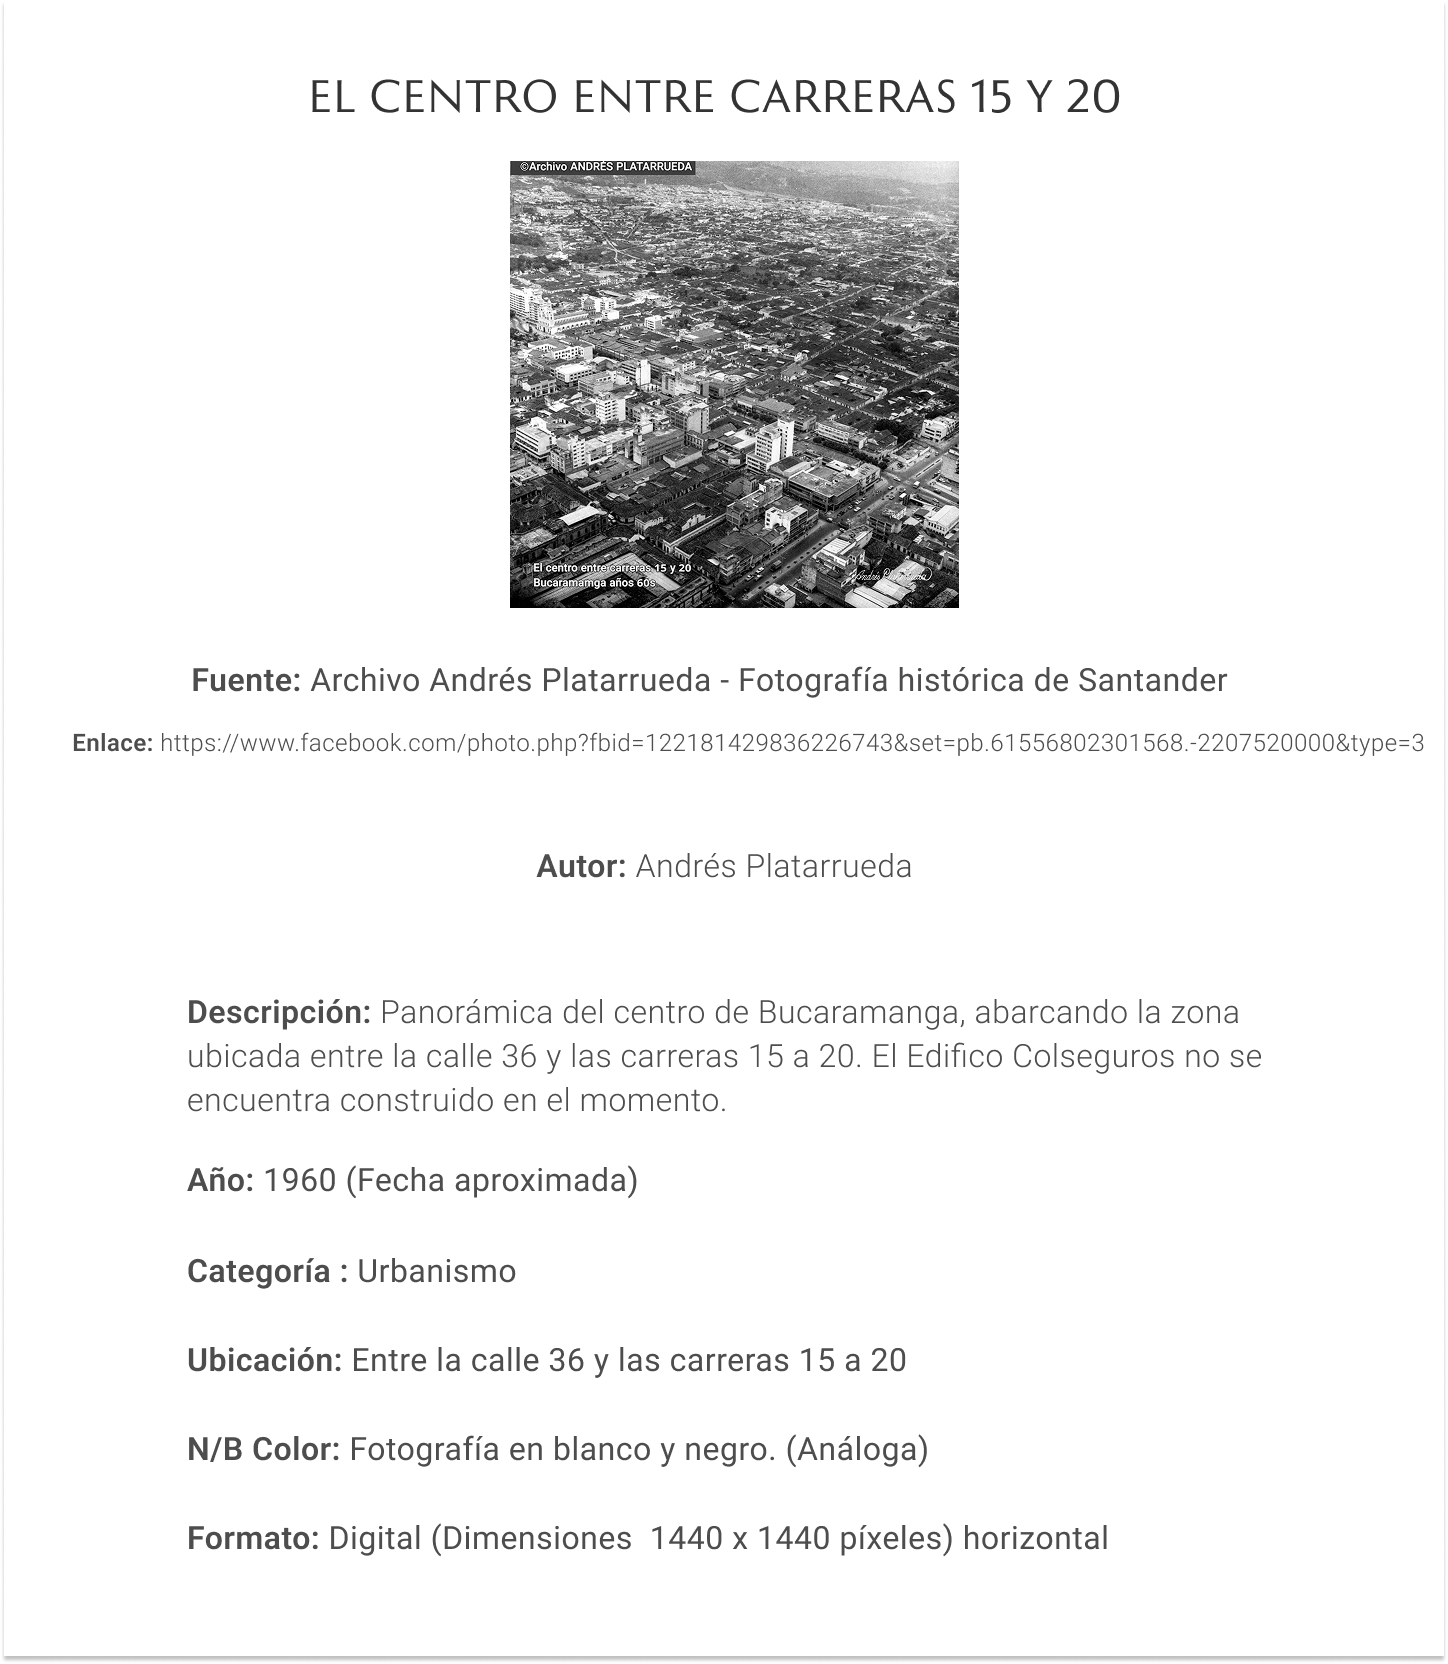 EL CENTRO ENTRE CARRERAS 15 Y 20
©Archivo ANDRÉS PLATARRUEDA
El centro entre carreras 15 y 20
Bucaramamga años 60s
Andrés Platarrueda
Fuente: Archivo Andrés Platarrueda - Fotografía histórica de Santander
Enlace: https://www.facebook.com/photo.php?fbid=122181429836226743&set=pb.61556802301568.-2207520000&type=3
Autor: Andrés Platarrueda
Descripción: Panorámica del centro de Bucaramanga, abarcando la zona
ubicada entre la calle 36 y las carreras 15 a 20. El Edifico Colseguros no se
encuentra construido en el momento.
Año: 1960 (Fecha aproximada)
Categoría : Urbanismo
Ubicación: Entre la calle 36 y las carreras 15 a 20
N/B Color: Fotografía en blanco y negro. (Análoga)
Formato: Digital (Dimensiones  1440 x 1440 píxeles) horizontal